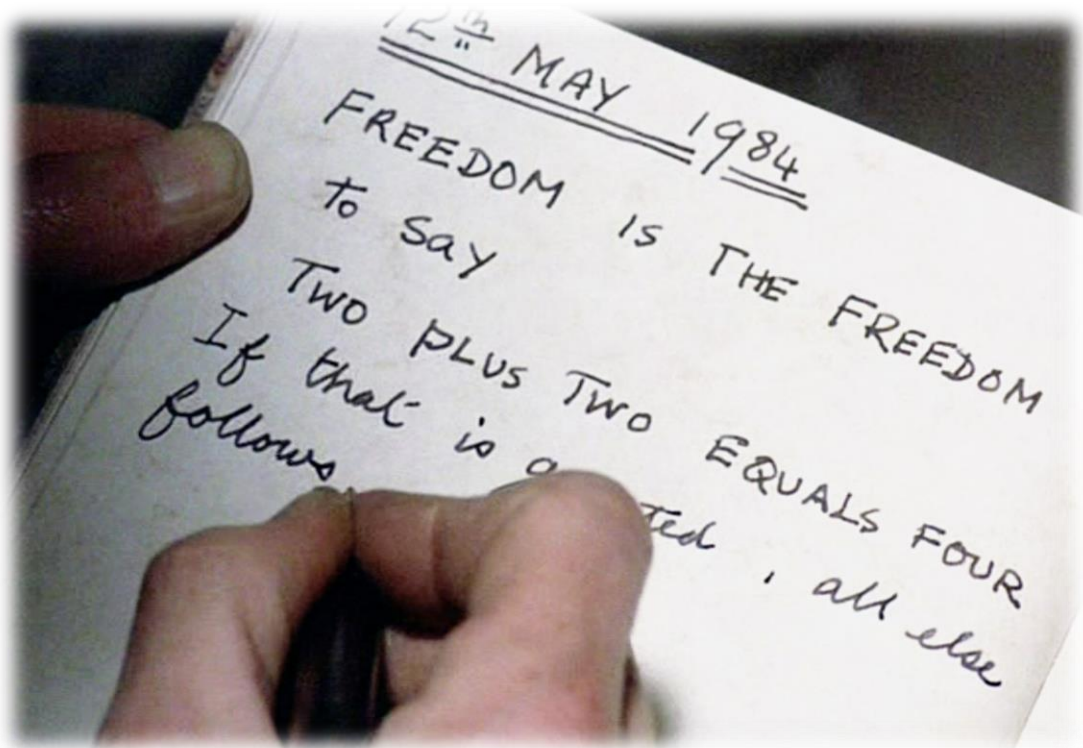 12th MAY 1984
FREEDOM IS THE FREEDOM
TO SAY
TWO PLUS TWO EQUALS FOUR
If that is , all else
follows